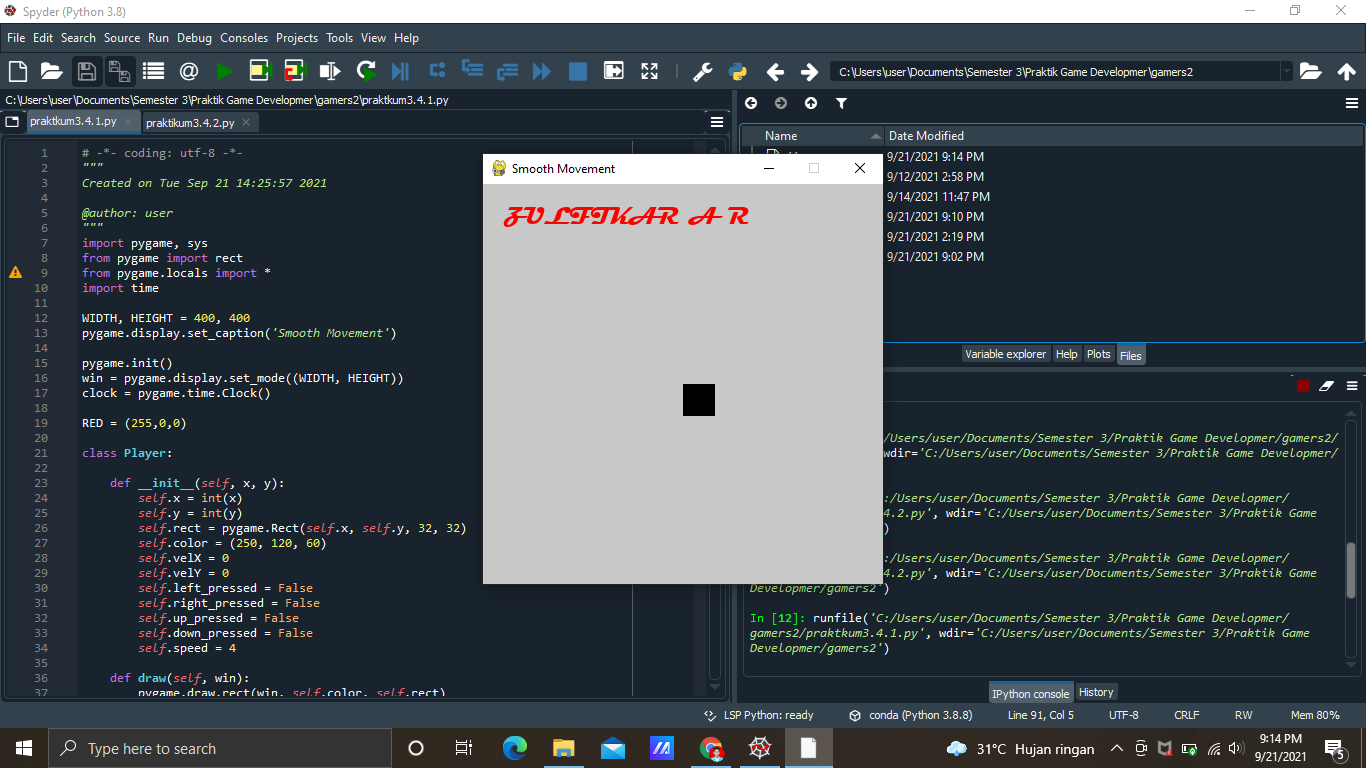 Spyder (Python 3.8)
File Edit Search Source Run Debug Consoles Projects Tools View Help
C:\Users\user\Documents\Semester 3\Praktik Game Developmer\gamers2
C:\Users\user\Documents\Semester 3\Praktik Game Developmer\gamers2\praktkum3.4.1.py
praktkum3.4.1.py praktikum3.4.2.py
1 # -*- coding: utf-8 -*-
2 """
3 Created on Tue Sep 21 14:25:57 2021
4
5 @author: user
6 """
7 import pygame, sys
8 from pygame import rect
9 from pygame.locals import *
10 import time
11
12 WIDTH, HEIGHT = 400, 400
13 pygame.display.set_caption('Smooth Movement')
14
15 pygame.init()
16 win = pygame.display.set_mode((WIDTH, HEIGHT))
17 clock = pygame.time.Clock()
18
19 RED = (255,0,0)
20
21 class Player:
22
23 def __init__(self, x, y):
24 self.x = int(x)
25 self.y = int(y)
26 self.rect = pygame.Rect(self.x, self.y, 32, 32)
27 self.color = (250, 120, 60)
28 self.velX = 0
29 self.velY = 0
30 self.left_pressed = False
31 self.right_pressed = False
32 self.up_pressed = False
33 self.down_pressed = False
34 self.speed = 4
35
36 def draw(self, win):
37 pygame.draw.rect(win, self.color, self.rect)
Smooth Movement
ZULFIKAR A R
Name Date Modified
9/21/2021 9:14 PM
9/12/2021 2:58 PM
9/14/2021 11:47 PM
9/21/2021 9:10 PM
9/21/2021 2:19 PM
9/21/2021 9:02 PM
Variable explorer Help Plots Files
/Users/user/Documents/Semester 3/Praktik Game Developmer/gamers2/
wdir='C:/Users/user/Documents/Semester 3/Praktik Game Developmer/
:/Users/user/Documents/Semester 3/Praktik Game Developmer/
4.2.py', wdir='C:/Users/user/Documents/Semester 3/Praktik Game
)
:/Users/user/Documents/Semester 3/Praktik Game Developmer/
4.2.py', wdir='C:/Users/user/Documents/Semester 3/Praktik Game
Developmer/gamers2')
In [12]: runfile('C:/Users/user/Documents/Semester 3/Praktik Game Developmer/
gamers2/praktkum3.4.1.py', wdir='C:/Users/user/Documents/Semester 3/Praktik Game
Developmer/gamers2')
IPython console History
LSP Python: ready conda (Python 3.8.8) Line 91, Col 5 UTF-8 CRLF RW Mem 80%
Type here to search
31°C Hujan ringan
9:14 PM
9/21/2021
5